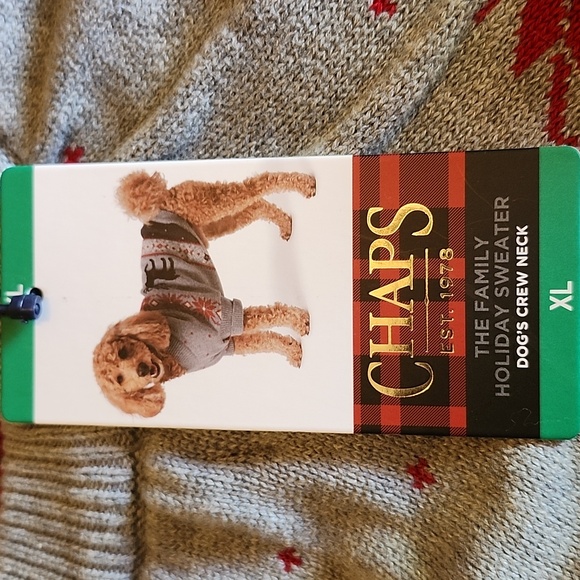 CHAPS
EST. 1978
THE FAMILY
HOLIDAY SWEATER
DOG'S CREW NECK
XL